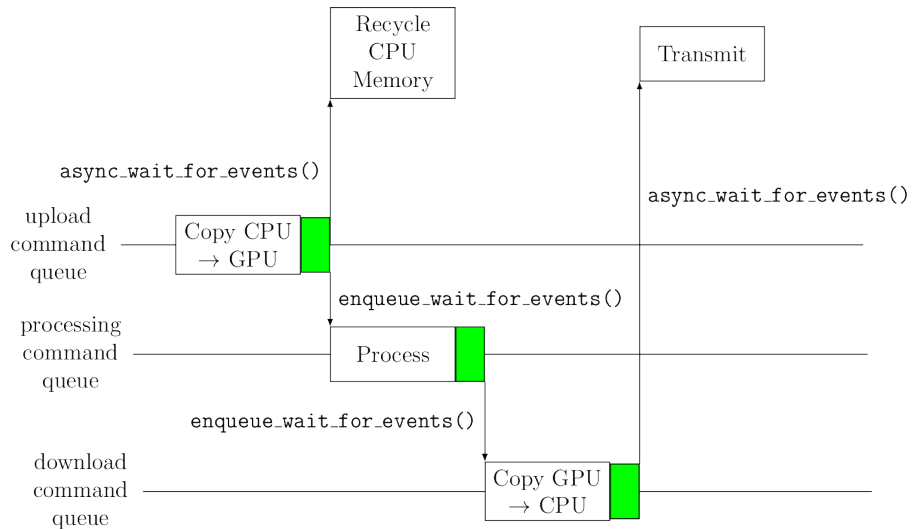 Recycle
CPU
Memory
Transmit
async_wait_for_events()
async_wait_for_events()
upload
command
queue
Copy CPU
→ GPU
enqueue_wait_for_events()
processing
command
queue
Process
enqueue_wait_for_events()
download
command
queue
Copy GPU
→ CPU